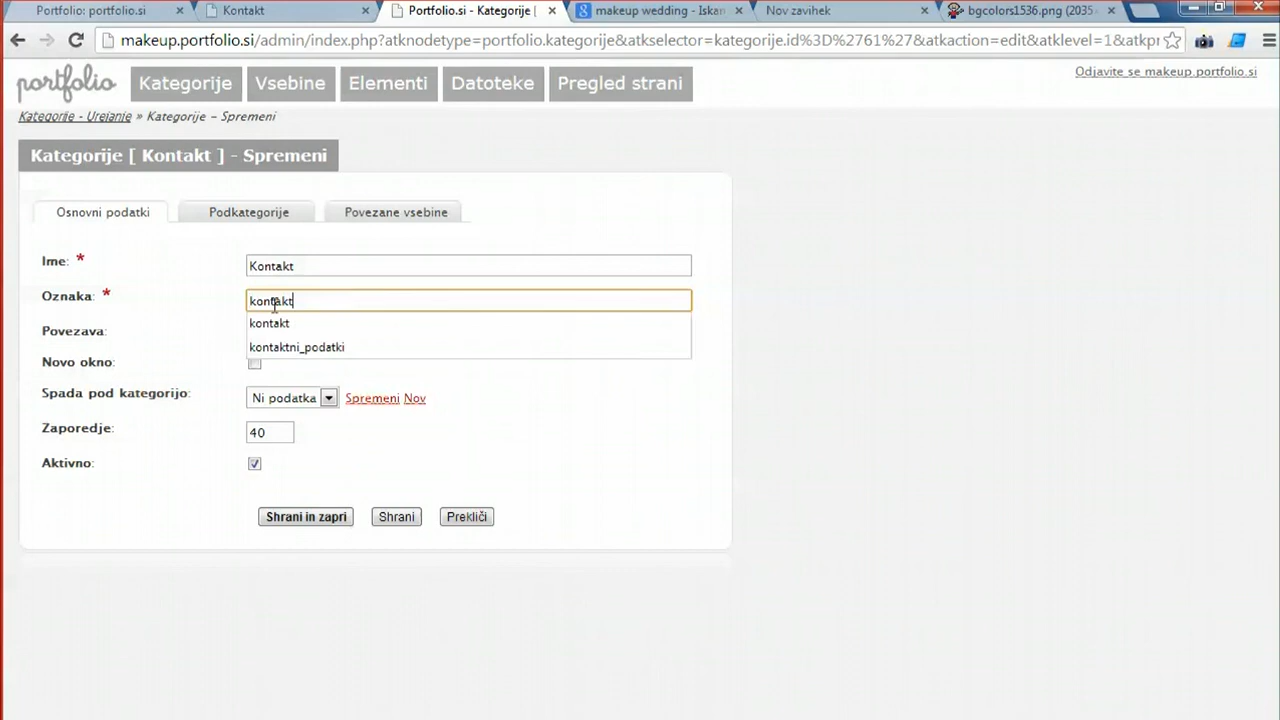 Portfolio: portfolio.si
Kontakt
Portfolio.si - Kategorije |
makeup wedding - Iskan
Nov zavihek
bgcolors1536.png (2035
makeup.portfolio.si/admin/index.php?atknodetype=portfolio.kategorije&atkselector=kategorije.id%3D%2761%27&atkaction=edit&atklevel=1&atkpr
portfolio
Kategorije
Vsebine
Elementi
Datoteke
Pregled strani
Odjavite se makeup.portfolio.si
Kategorije - Urejanje » Kategorije – Spremeni
Kategorije [ Kontakt ] - Spremeni
Osnovni podatki
Podkategorije
Povezane vsebine
Ime: *
Kontakt
Oznaka: *
kontakt
kontakt
Povezava:
kontaktni_podatki
Novo okno:
Spada pod kategorijo:
Ni podatka
Spremeni Nov
Zaporedje:
40
Aktivno:
Shrani in zapri
Shrani
Prekliči